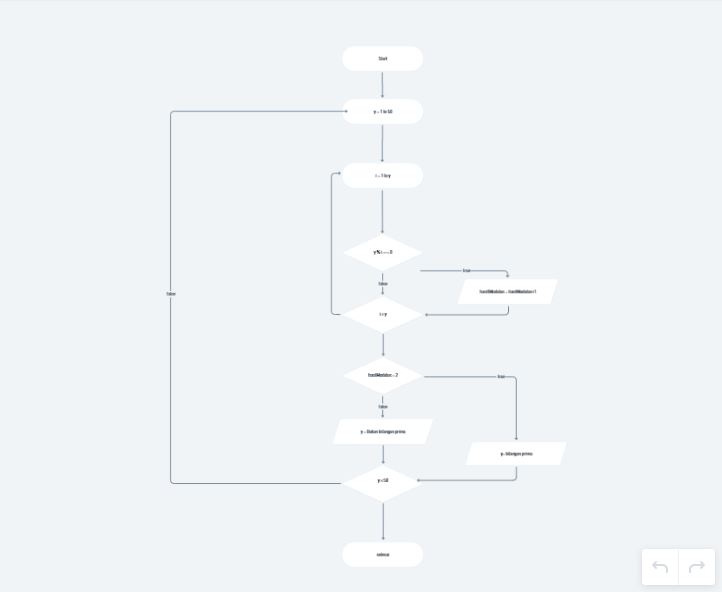 Start
y = 1 to 50
i = 1 to y
y % i == 0
true
false
hasilModulus = hasilModulus+1
i = y
false
hasilModulus = 2
true
false
y = Bukan bilangan prima
y = bilangan prima
y = 50
selesai